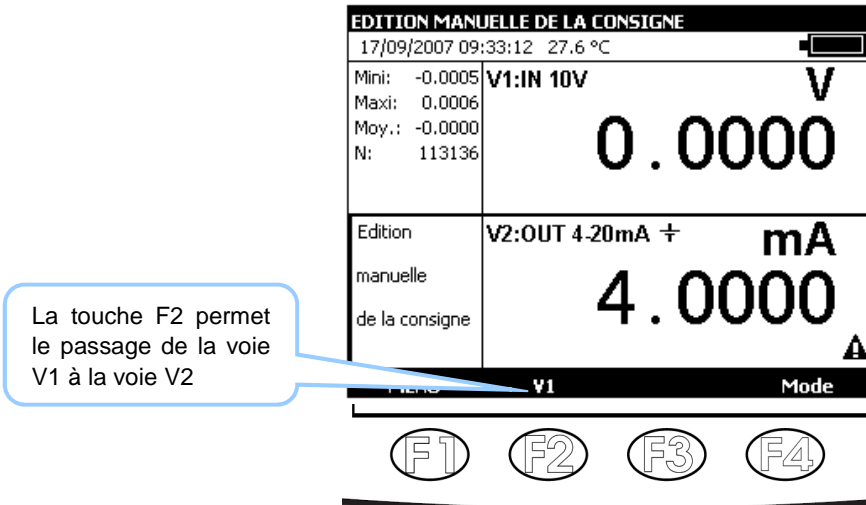 EDITION MANUELLE DE LA CONSIGNE
17/09/2007 09:33:12 27.6 °C
Mini: -0.0005
Maxi: 0.0006
Moy.: -0.0000
N: 113136
V1:IN 10V V
0.0000
Edition
manuelle
de la consigne
V2:OUT 4-20mA mA
4.0000
La touche F2 permet
le passage de la voie
V1 à la voie V2
V1 Mode
F1 F2 F3 F4